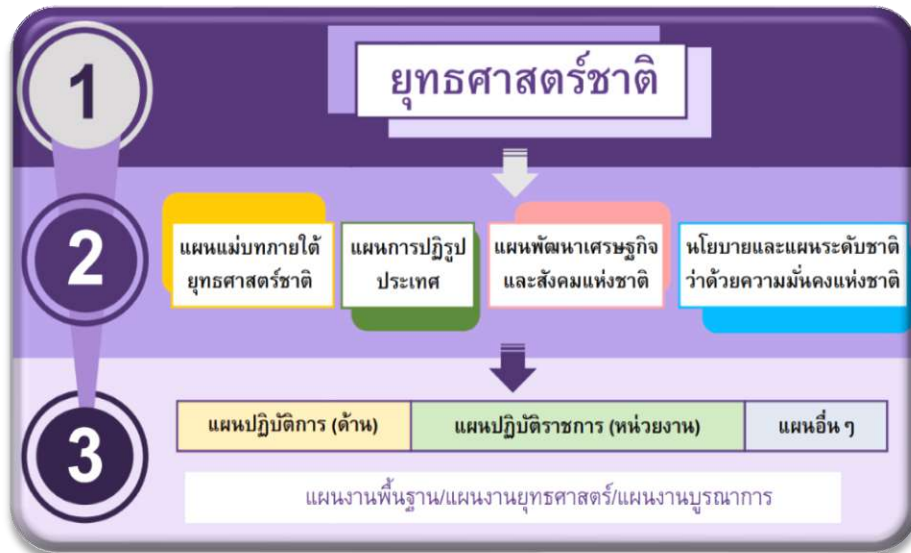 1
ยุทธศาสตร์ชาติ
2
แผนแม่บทภายใต้
ยุทธศาสตร์ชาติ
แผนการปฏิรูป
ประเทศ
แผนพัฒนาเศรษฐกิจ
และสังคมแห่งชาติ
นโยบายและแผนระดับชาติ
ว่าด้วยความมั่นคงแห่งชาติ
3
แผนปฏิบัติการ (ด้าน)
แผนปฏิบัติราชการ (หน่วยงาน)
แผนอื่น ๆ
แผนงานพื้นฐาน/แผนงานยุทธศาสตร์/แผนงานบูรณาการ